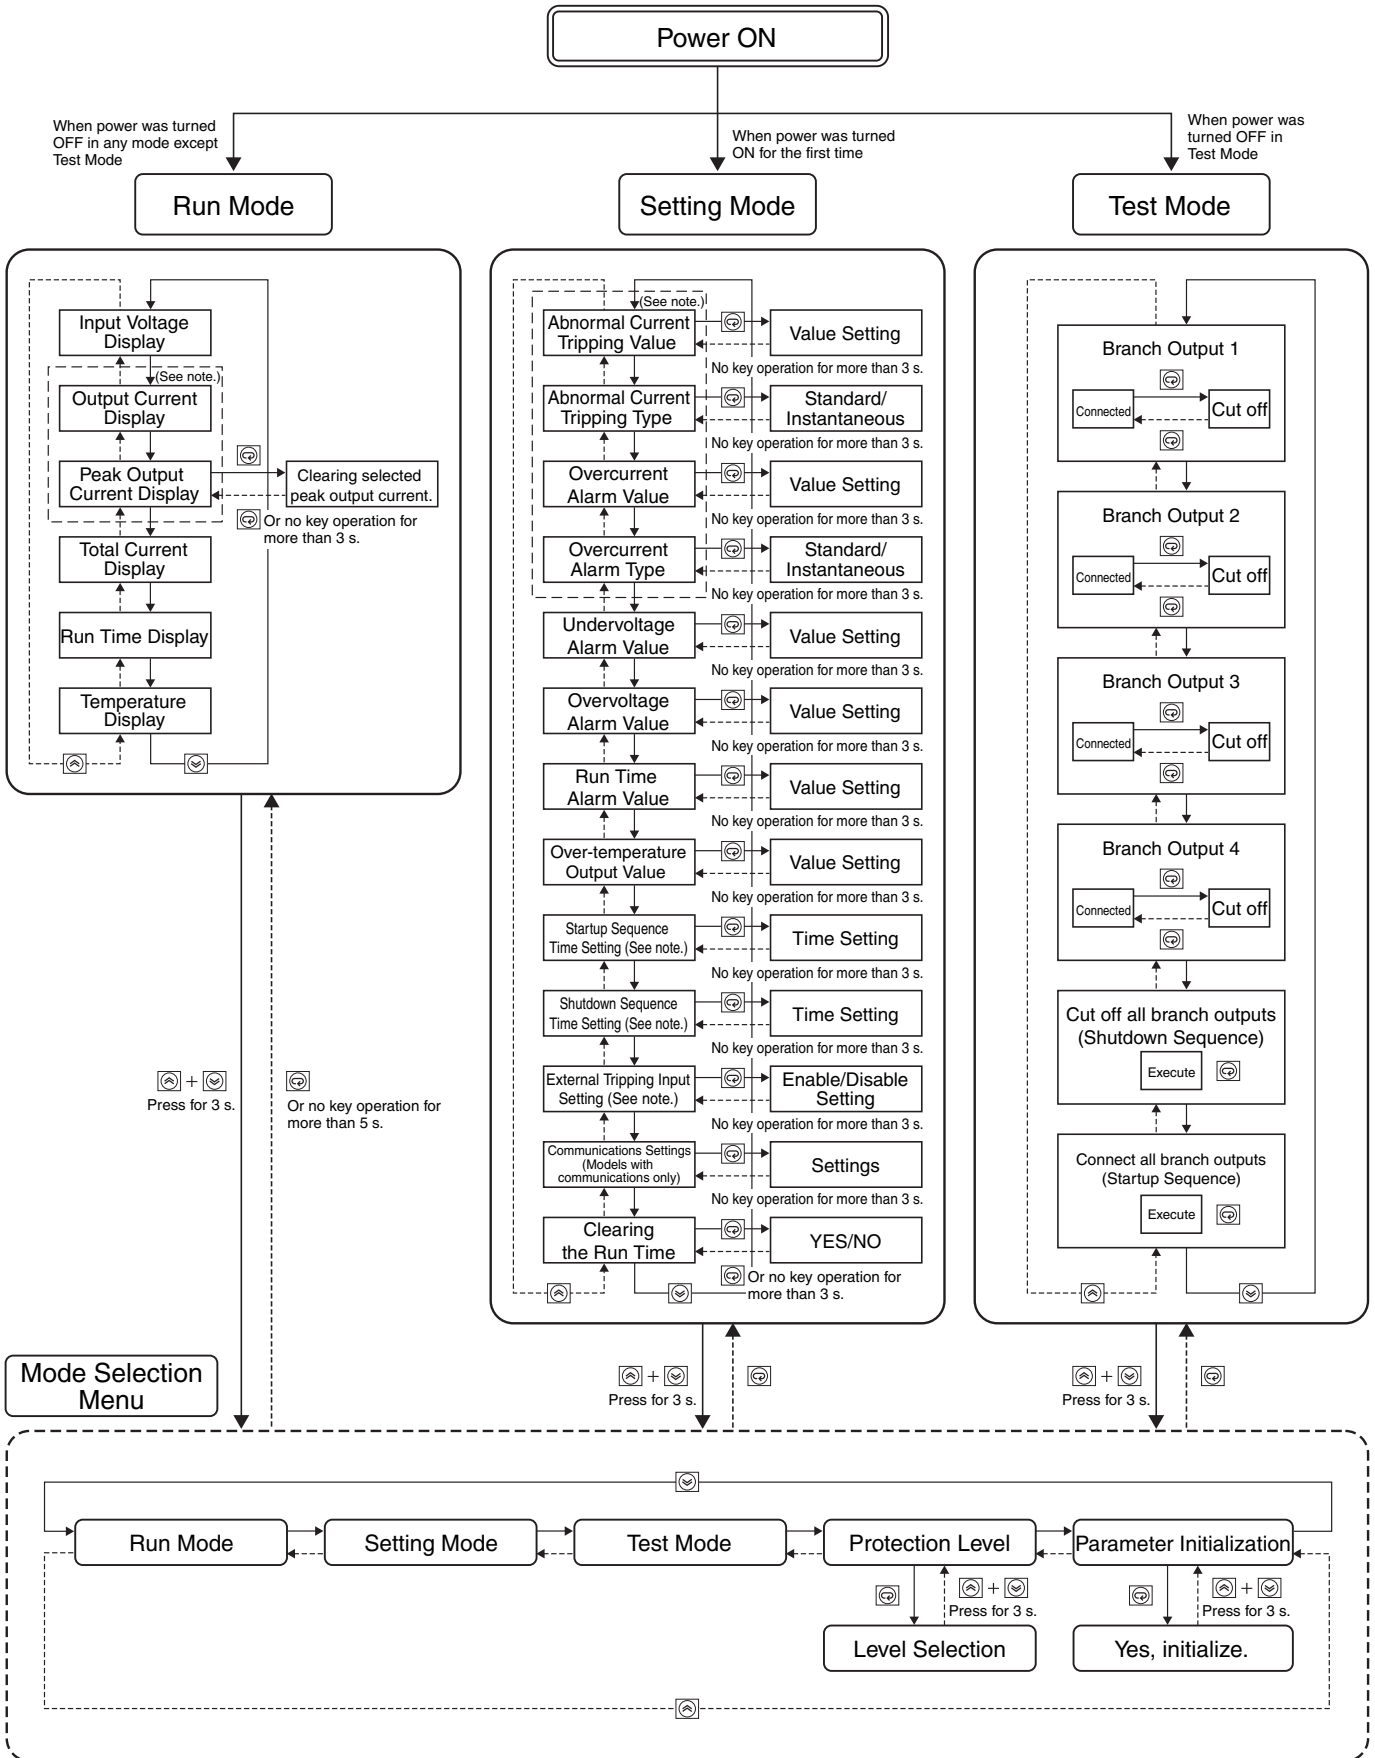 Power ON
When power was turned
OFF in any mode except
Test Mode
When power was turned
ON for the first time
When power was
turned OFF in
Test Mode
Run Mode
Setting Mode
Test Mode
Input Voltage
Display
(See note.)
Output Current
Display
Peak Output
Current Display
Clearing selected
peak output current.
Or no key operation for
more than 3 s.
Total Current
Display
Run Time Display
Temperature
Display
(See note.)
Abnormal Current
Tripping Value
Value Setting
No key operation for more than 3 s.
Abnormal Current
Tripping Type
Standard/
Instantaneous
No key operation for more than 3 s.
Overcurrent
Alarm Value
Value Setting
No key operation for more than 3 s.
Overcurrent
Alarm Type
Standard/
Instantaneous
No key operation for more than 3 s.
Undervoltage
Alarm Value
Value Setting
No key operation for more than 3 s.
Overvoltage
Alarm Value
Value Setting
No key operation for more than 3 s.
Run Time
Alarm Value
Value Setting
No key operation for more than 3 s.
Over-temperature
Output Value
Value Setting
No key operation for more than 3 s.
Startup Sequence
Time Setting (See note.)
Time Setting
No key operation for more than 3 s.
Shutdown Sequence
Time Setting (See note.)
Time Setting
No key operation for more than 3 s.
External Tripping Input
Setting (See note.)
Enable/Disable
Setting
No key operation for more than 3 s.
Communications Settings
(Models with
communications only)
Settings
No key operation for more than 3 s.
Clearing
the Run Time
YES/NO
Or no key operation for
more than 3 s.
Branch Output 1
Connected
Cut off
Branch Output 2
Connected
Cut off
Branch Output 3
Connected
Cut off
Branch Output 4
Connected
Cut off
Cut off all branch outputs
(Shutdown Sequence)
Execute
Connect all branch outputs
(Startup Sequence)
Execute
+
Press for 3 s.
Or no key operation for
more than 5 s.
Mode Selection
Menu
+
Press for 3 s.
+
Press for 3 s.
Run Mode
Setting Mode
Test Mode
Protection Level
Parameter Initialization
+
Press for 3 s.
+
Press for 3 s.
Level Selection
Yes, initialize.